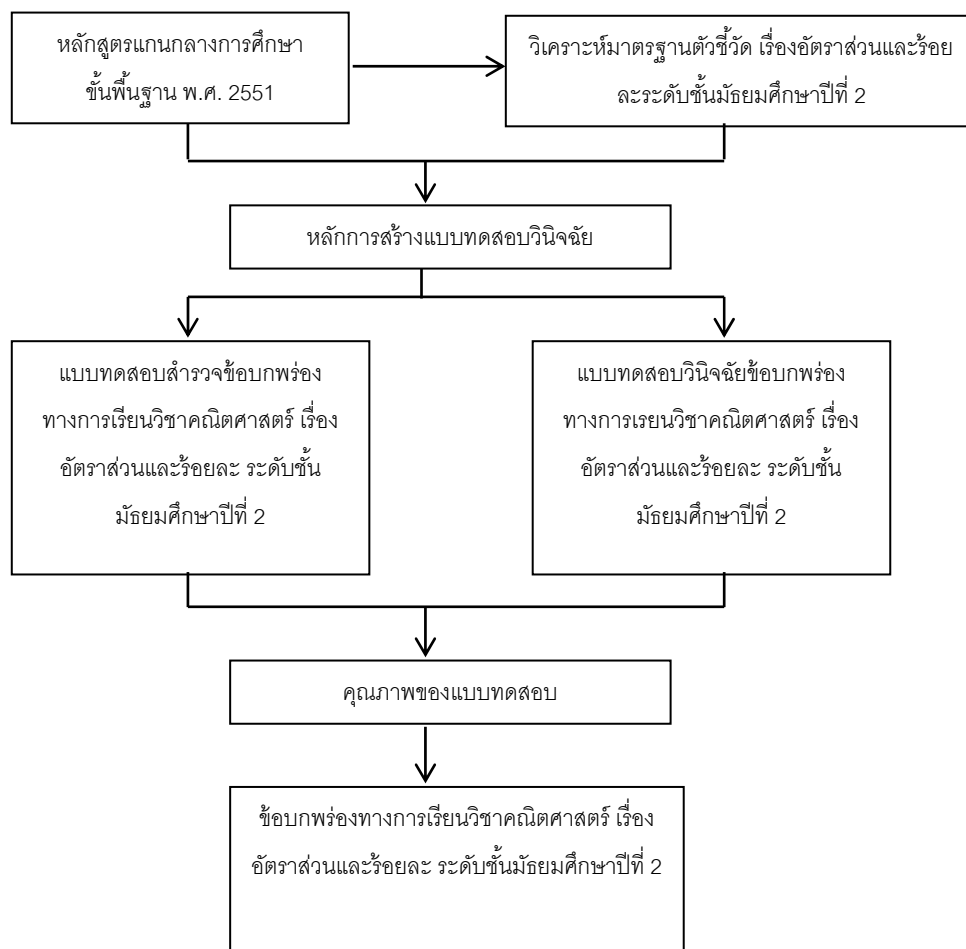 หลักสูตรแกนกลางการศึกษา
ขั้นพื้นฐาน พ.ศ. 2551
วิเคราะห์มาตรฐานตัวชี้วัด เรื่องอัตราส่วนและร้อย
ละระดับชั้นมัธยมศึกษาปีที่ 2
หลักการสร้างแบบทดสอบวินิจฉัย
แบบทดสอบสำรวจข้อบกพร่อง
ทางการเรียนวิชาคณิตศาสตร์ เรื่อง
อัตราส่วนและร้อยละ ระดับชั้น
มัธยมศึกษาปีที่ 2
แบบทดสอบวินิจฉัยข้อบกพร่อง
ทางการเรยนวิชาคณิตศาสตร์ เรื่อง
อัตราส่วนและร้อยละ ระดับชั้น
มัธยมศึกษาปีที่ 2
คุณภาพของแบบทดสอบ
ข้อบกพร่องทางการเรียนวิชาคณิตศาสตร์ เรื่อง
อัตราส่วนและร้อยละ ระดับชั้นมัธยมศึกษาปีที่ 2